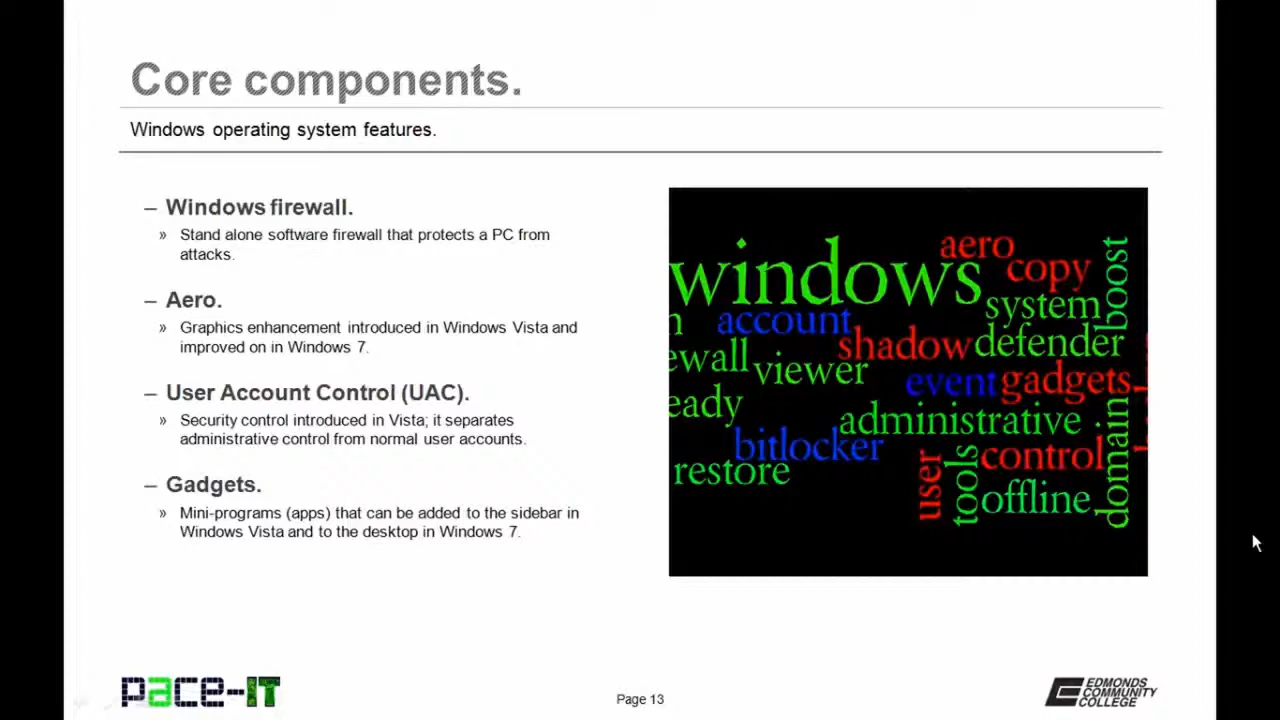 Core components.
Windows operating system features.
– Windows firewall.
» Stand alone software firewall that protects a PC from
attacks.
– Aero.
» Graphics enhancement introduced in Windows Vista and
improved on in Windows 7.
– User Account Control (UAC).
» Security control introduced in Vista; it separates
administrative control from normal user accounts.
– Gadgets.
» Mini-programs (apps) that can be added to the sidebar in
Windows Vista and to the desktop in Windows 7.
windows
aero
copy
boost
system
account
shadow
defender
ewall
viewer
event
gadgets
eady
administrative
domain
bitlocker
control
restore
user
tools
offline
pace-IT
Page 13
EDMONDS
COMMUNITY
COLLEGE